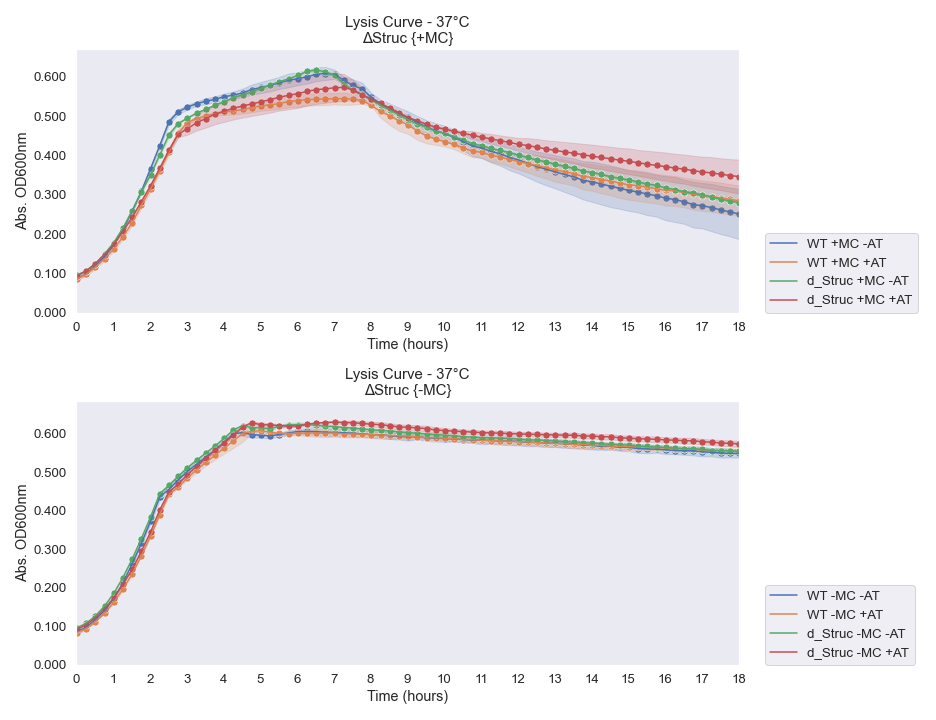 Lysis Curve - 37°C
ΔStruc {+MC}
Abs. OD600nm
0.600
0.500
0.400
0.300
0.200
0.100
0.000
0 1 2 3 4 5 6 7 8 9 10 11 12 13 14 15 16 17 18
Time (hours)
WT +MC -AT
WT +MC +AT
d_Struc +MC -AT
d_Struc +MC +AT
Lysis Curve - 37°C
ΔStruc {-MC}
Abs. OD600nm
0.600
0.500
0.400
0.300
0.200
0.100
0.000
0 1 2 3 4 5 6 7 8 9 10 11 12 13 14 15 16 17 18
Time (hours)
WT -MC -AT
WT -MC +AT
d_Struc -MC -AT
d_Struc -MC +AT